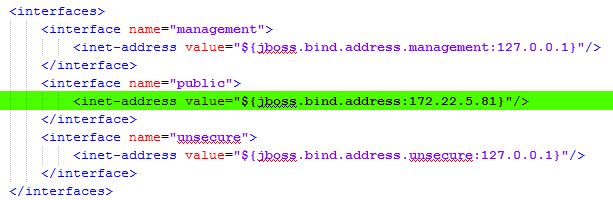 <interfaces>
<interface name="management">
<inet-address value="${jboss.bind.address.management:127.0.0.1}"/>
</interface>
<interface name="public">
<inet-address value="${jboss.bind.address:172.22.5.81}"/>
</interface>
<interface name="unsecure">
<inet-address value="${jboss.bind.address.unsecure:127.0.0.1}"/>
</interface>
</interfaces>